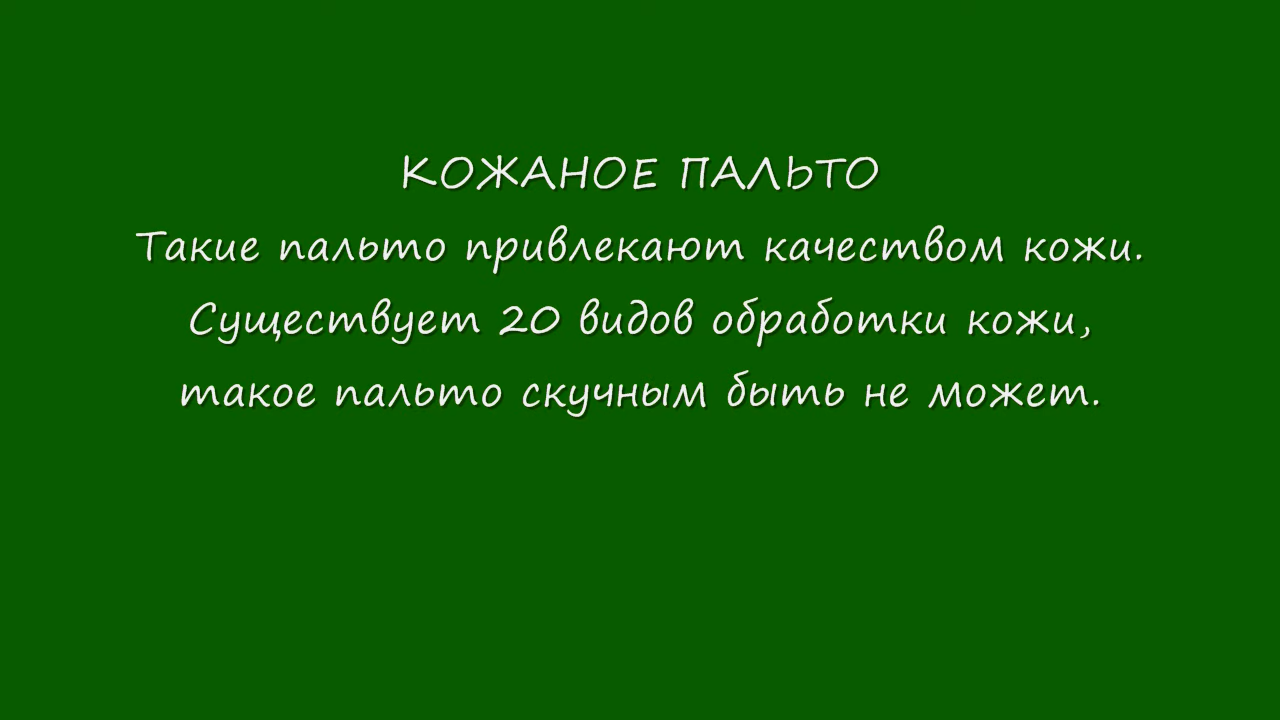 КОЖАНОЕ ПАЛЬТО
Такие пальто привлекают качеством кожи.
Существует 20 видов обработки кожи,
такое пальто скучным быть не может.